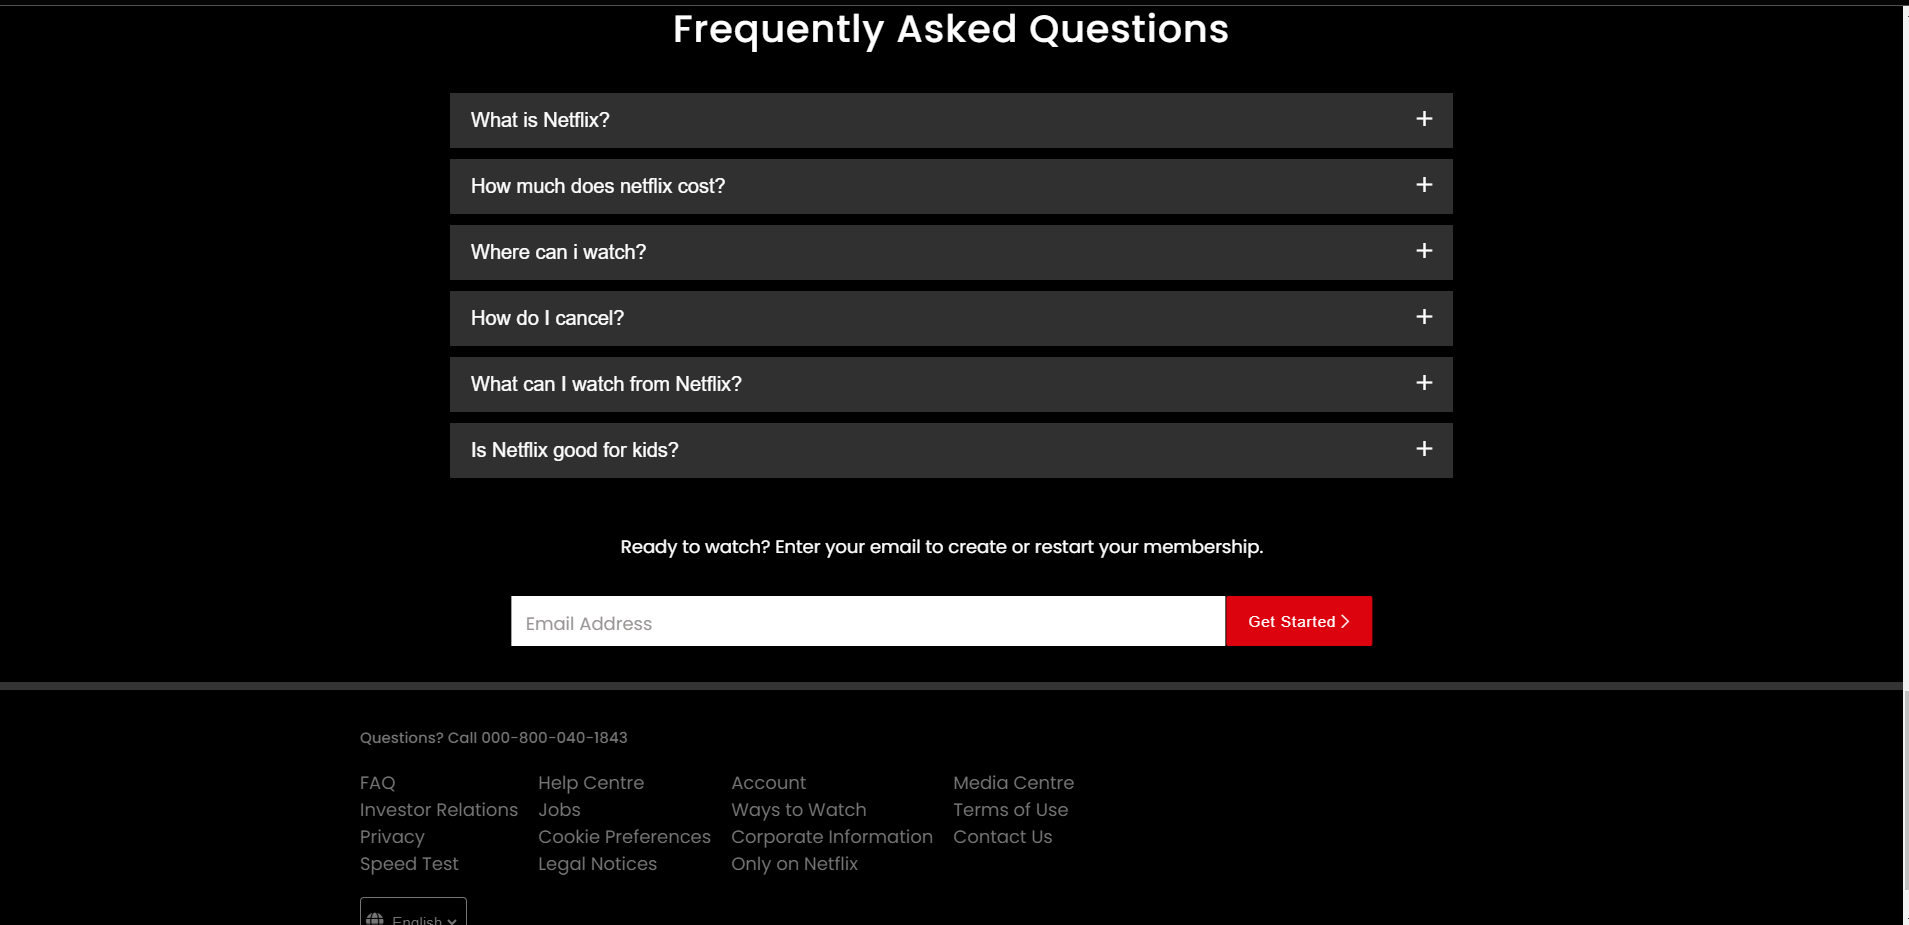 Frequently Asked Questions
What is Netflix?
How much does netflix cost?
Where can i watch?
How do I cancel?
What can I watch from Netflix?
Is Netflix good for kids?
Ready to watch? Enter your email to create or restart your membership.
Email Address
Get Started
Questions? Call 000-800-040-1843
FAQ Help Centre Account Media Centre
Investor Relations Jobs Ways to Watch Terms of Use
Privacy Cookie Preferences Corporate Information Contact Us
Speed Test Legal Notices Only on Netflix
English